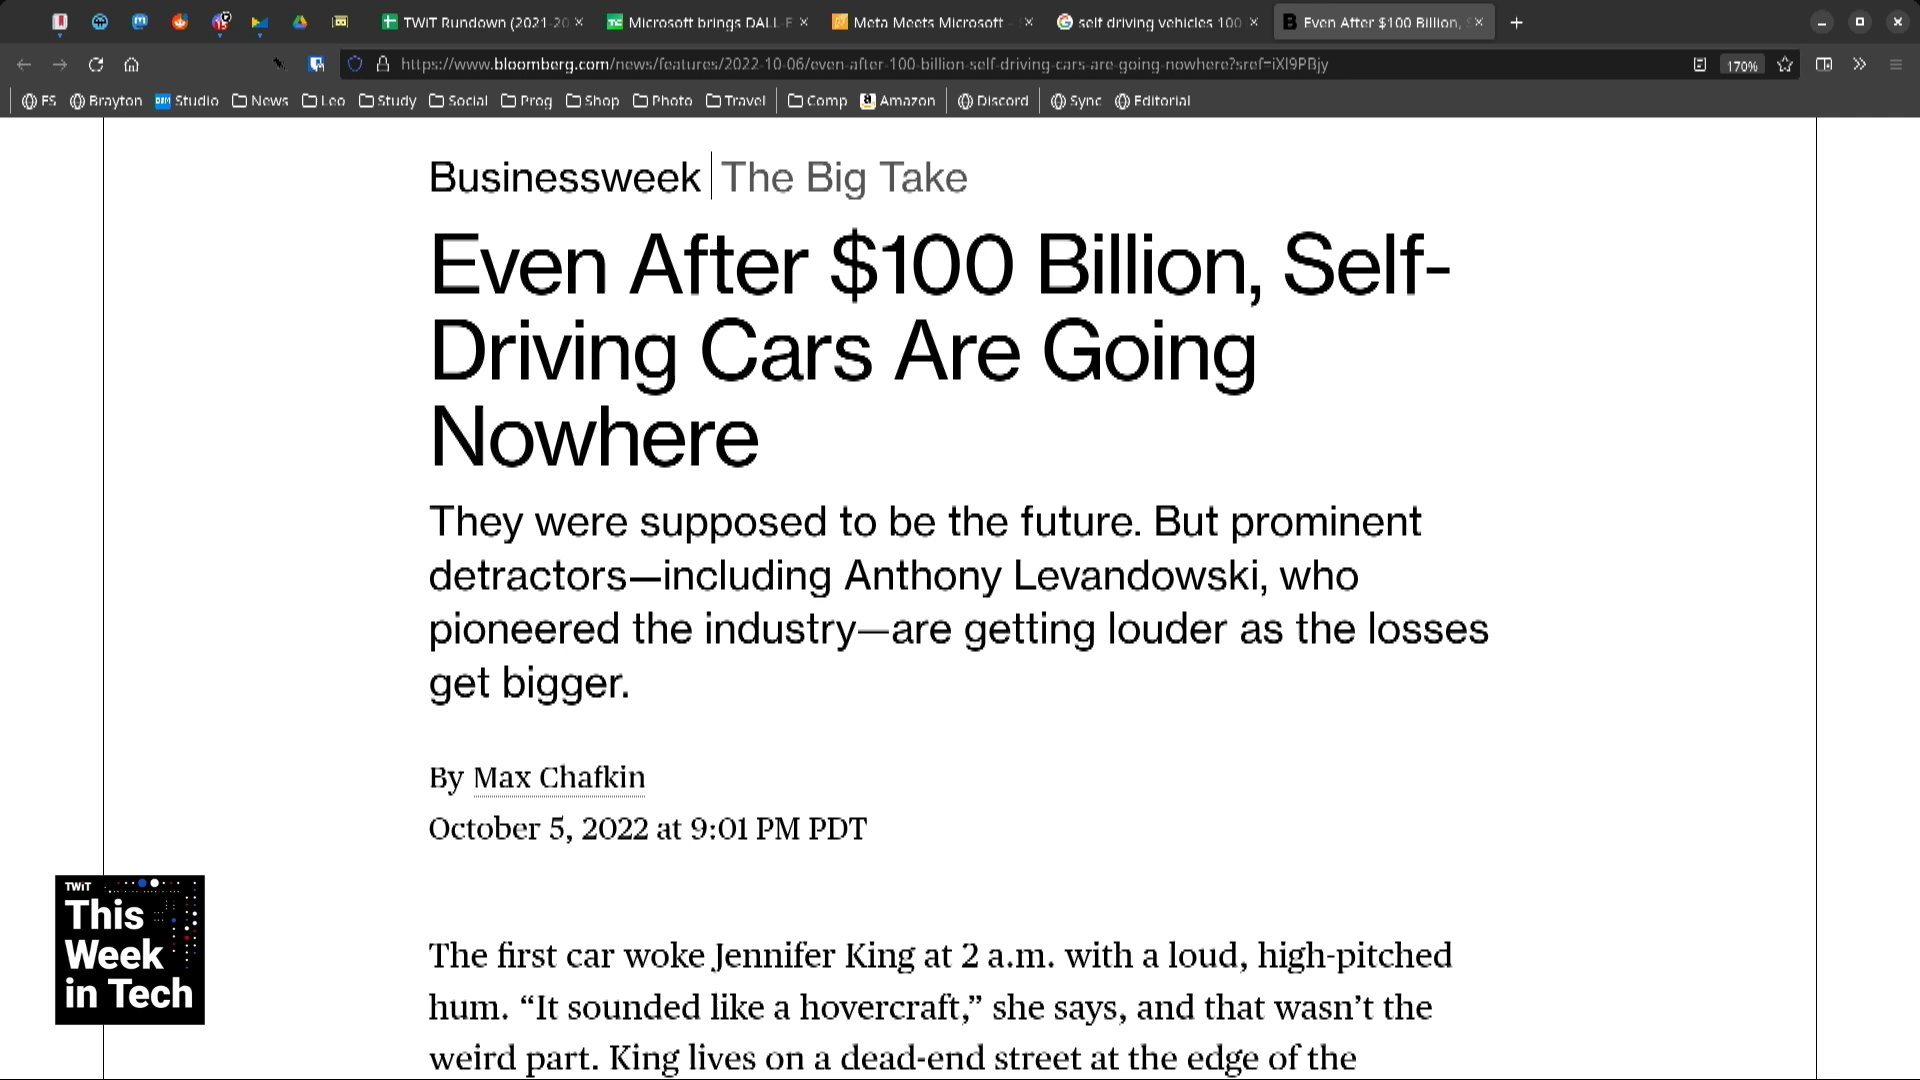 TWiT Rundown (2021-20
Microsoft brings DALL-E
Meta Meets Microsoft –
self driving vehicles 100
Even After $100 Billion, S
https://www.bloomberg.com/news/features/2022-10-06/even-after-100-billion-self-driving-cars-are-going-nowhere?sref=iXI9PBjy
170%
FS Brayton Studio News Leo Study Social Prog Shop Photo Travel Comp Amazon Discord Sync Editorial
Businessweek | The Big Take
Even After $100 Billion, Self-
Driving Cars Are Going
Nowhere
They were supposed to be the future. But prominent
detractors—including Anthony Levandowski, who
pioneered the industry—are getting louder as the losses
get bigger.
By Max Chafkin
October 5, 2022 at 9:01 PM PDT
The first car woke Jennifer King at 2 a.m. with a loud, high-pitched
hum. “It sounded like a hovercraft,” she says, and that wasn’t the
weird part. King lives on a dead-end street at the edge of the
TWiT
This
Week
in Tech